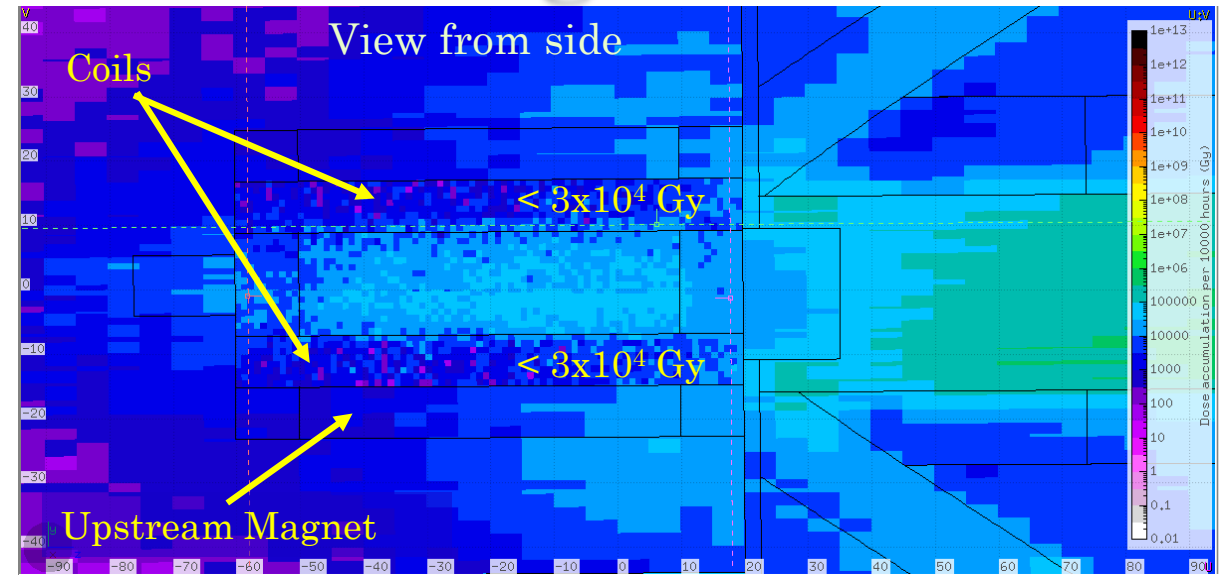 V
U:V
View from side
Coils
< 3x10⁴ Gy
< 3x10⁴ Gy
Upstream Magnet
40
30
20
10
0
-10
-20
-30
-40
-90 -80 -70 -60 -50 -40 -30 -20 -10 0 10 20 30 40 50 60 70 80 90 U
1e+13
1e+12
1e+11
1e+10
1e+09
1e+08
1e+07
1e+06
100000
10000
1000
100
10
1
0.1
0.01
Dose accumulation per 10000 hours (Gy)